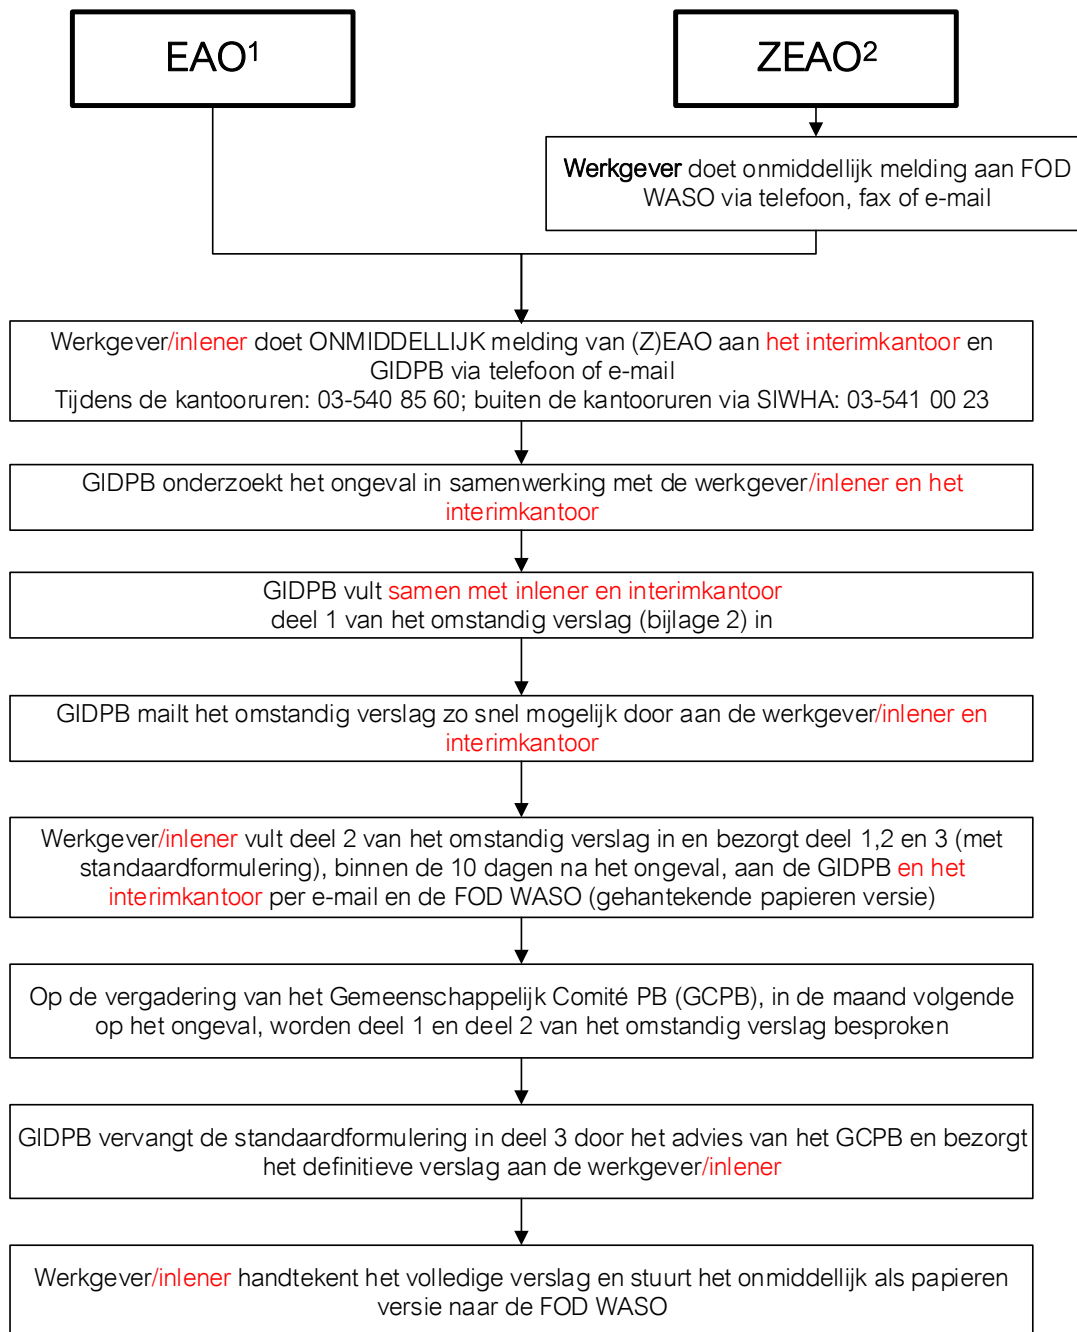 EAO¹
ZEAO²
Werkgever doet onmiddellijk melding aan FOD
WASO via telefoon, fax of e-mail
Werkgever/inlener doet ONMIDDELLIJK melding van (Z)EAO aan het interimkantoor en
GIDPB via telefoon of e-mail
Tijdens de kantooruren: 03-540 85 60; buiten de kantooruren via SIWHA: 03-541 00 23
GIDPB onderzoekt het ongeval in samenwerking met de werkgever/inlener en het
interimkantoor
GIDPB vult samen met inlener en interimkantoor
deel 1 van het omstandig verslag (bijlage 2) in
GIDPB mailt het omstandig verslag zo snel mogelijk door aan de werkgever/inlener en
interimkantoor
Werkgever/inlener vult deel 2 van het omstandig verslag in en bezorgt deel 1,2 en 3 (met
standaardformulering), binnen de 10 dagen na het ongeval, aan de GIDPB en het
interimkantoor per e-mail en de FOD WASO (gehantekende papieren versie)
Op de vergadering van het Gemeenschappelijk Comité PB (GCPB), in de maand volgende
op het ongeval, worden deel 1 en deel 2 van het omstandig verslag besproken
GIDPB vervangt de standaardformulering in deel 3 door het advies van het GCPB en bezorgt
het definitieve verslag aan de werkgever/inlener
Werkgever/inlener handtekent het volledige verslag en stuurt het onmiddellijk als papieren
versie naar de FOD WASO